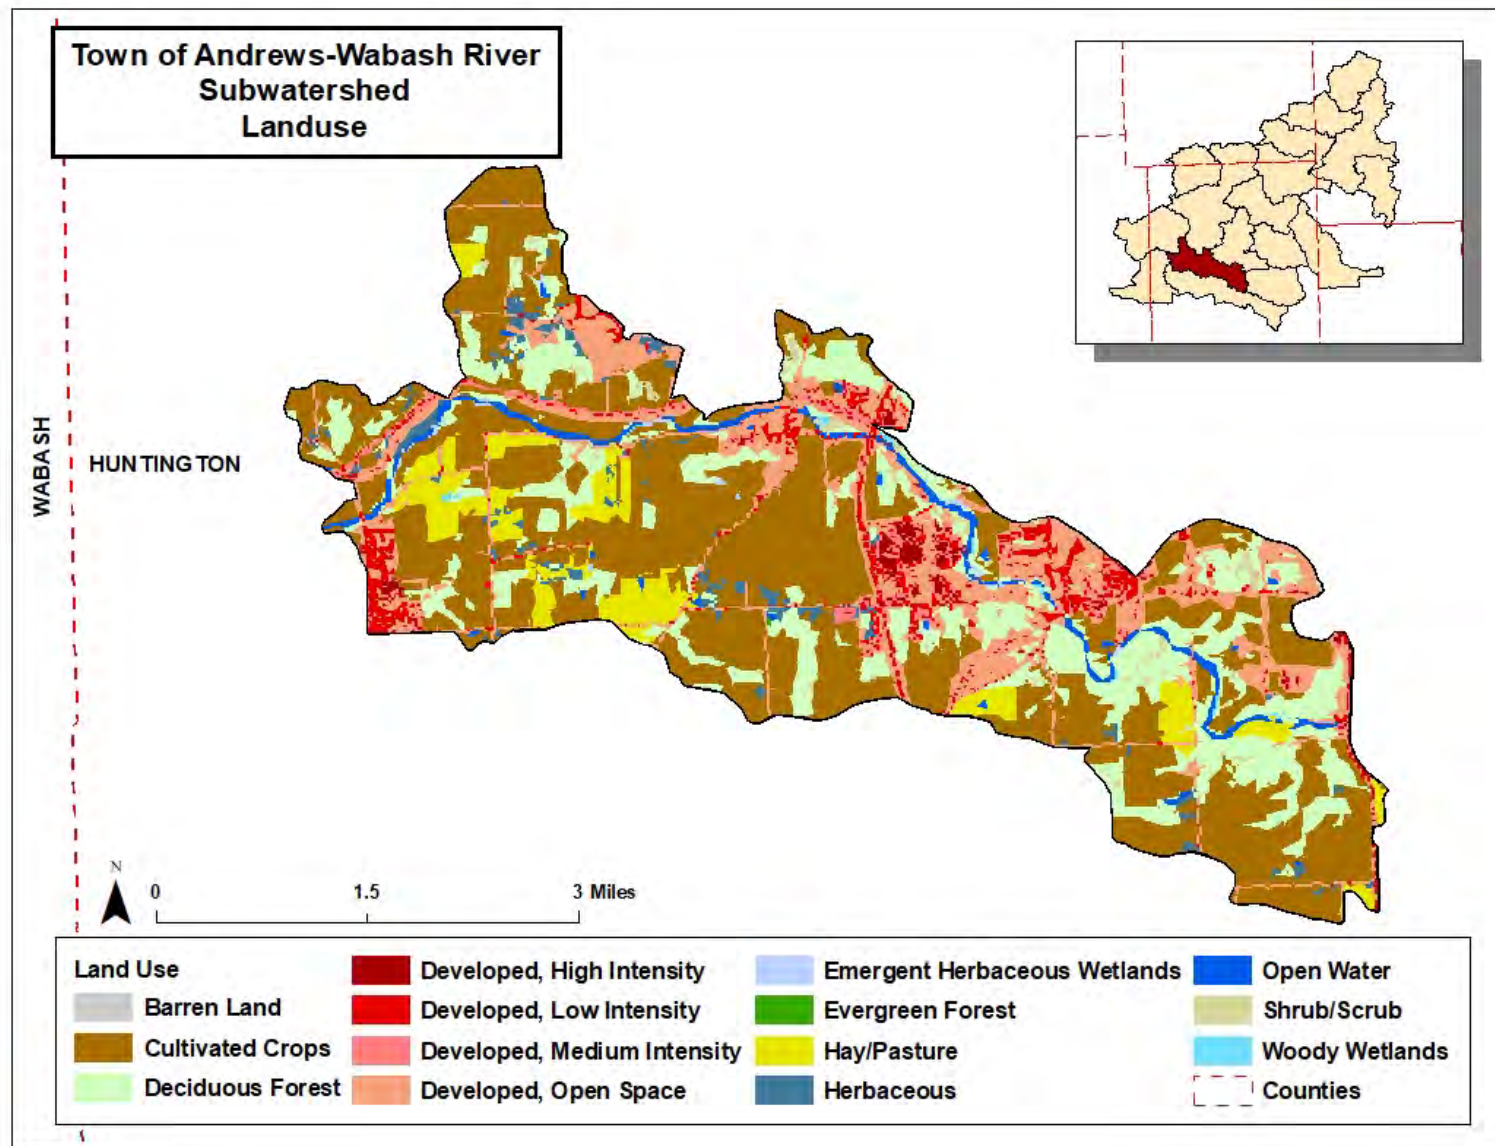 Town of Andrews-Wabash River
Subwatershed
Landuse
WABASH
HUNTINGTON
N
0 1.5 3 Miles
Land Use
Barren Land
Cultivated Crops
Deciduous Forest
Developed, High Intensity
Developed, Low Intensity
Developed, Medium Intensity
Developed, Open Space
Emergent Herbaceous Wetlands
Evergreen Forest
Hay/Pasture
Herbaceous
Open Water
Shrub/Scrub
Woody Wetlands
Counties